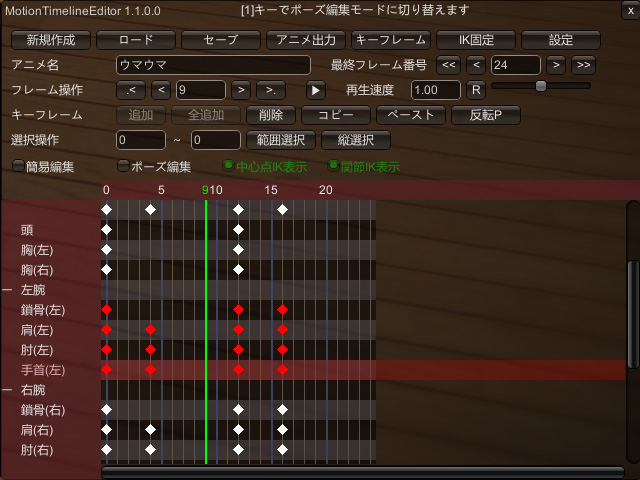 MotionTimelineEditor 1.1.0.0 [1]キーでポーズ編集モードに切り替えます x
新規作成 ロード セーブ アニメ出力 キーフレーム IK固定 設定
アニメ名 ウマウマ 最終フレーム番号 << < 24 > >>
フレーム操作 .< < 9 > >. ▶ 再生速度 1.00 R
キーフレーム 追加 全追加 削除 コピー ペースト 反転P
選択操作 0 ~ 0 範囲選択 縦選択
簡易編集 ポーズ編集 中心点IK表示 関節IK表示
0 5 9 10 15 20
頭
胸(左)
胸(右)
左腕
鎖骨(左)
肩(左)
肘(左)
手首(左)
右腕
鎖骨(右)
肩(右)
肘(右)